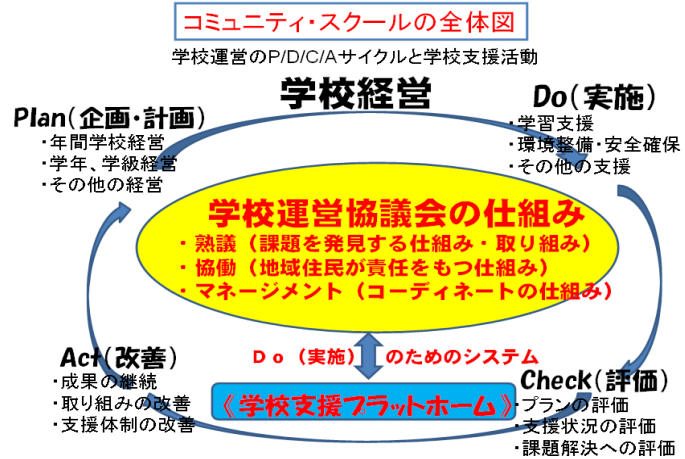 コミュニティ・スクールの全体図
学校運営のP/D/C/Aサイクルと学校支援活動
学校経営
Plan(企画・計画)
・年間学校経営
・学年、学級経営
・その他の経営
Do(実施)
・学習支援
・環境整備・安全確保
・その他の支援
学校運営協議会の仕組み
・熟議（課題を発見する仕組み・取り組み）
・協働（地域住民が責任をもつ仕組み）
・マネージメント（コーディネートの仕組み）
Act(改善)
・成果の継続
・取り組みの改善
・支援体制の改善
Ｄｏ（実施） のためのシステム
《学校支援プラットホーム》
Check(評価)
・プランの評価
・支援状況の評価
・課題解決への評価